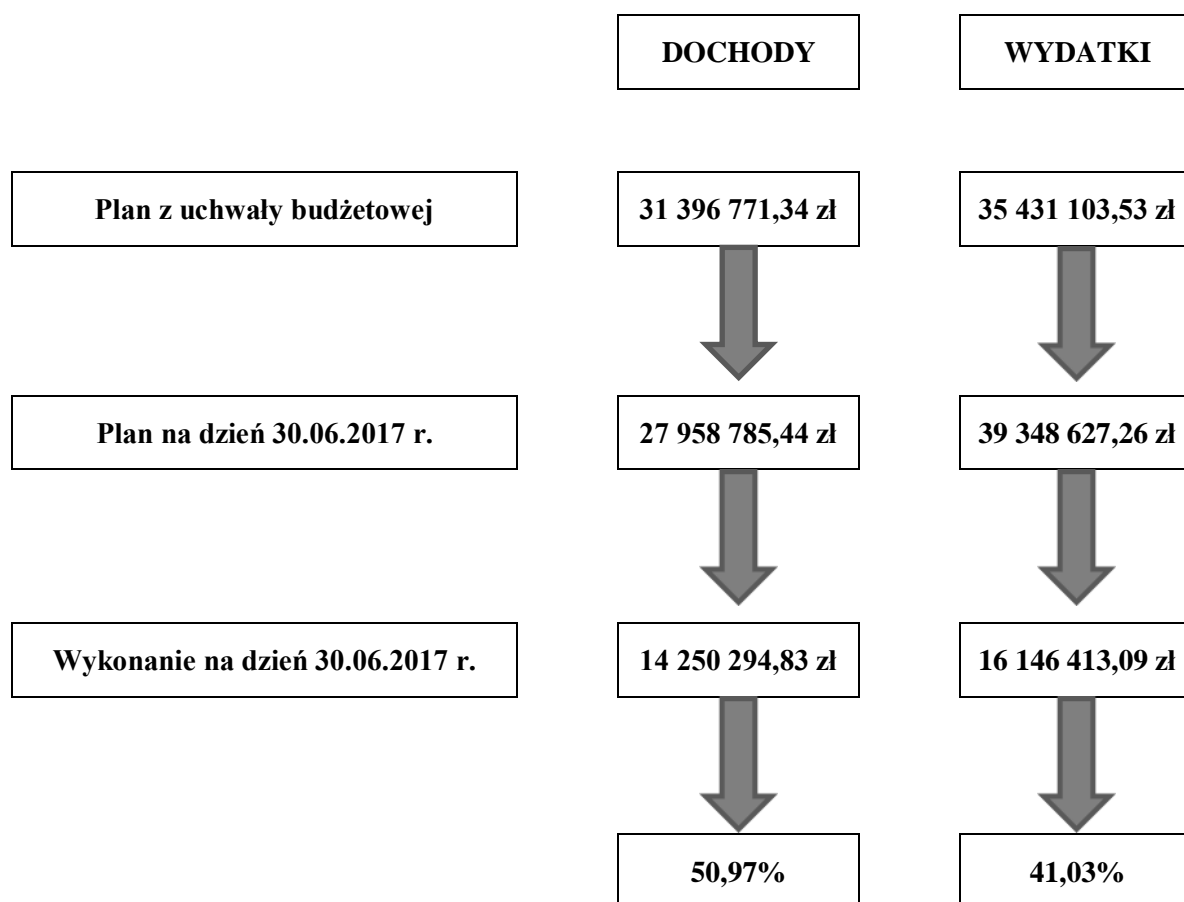 DOCHODY WYDATKI
Plan z uchwały budżetowej 31 396 771,34 zł 35 431 103,53 zł
Plan na dzień 30.06.2017 r. 27 958 785,44 zł 39 348 627,26 zł
Wykonanie na dzień 30.06.2017 r. 14 250 294,83 zł 16 146 413,09 zł
50,97% 41,03%